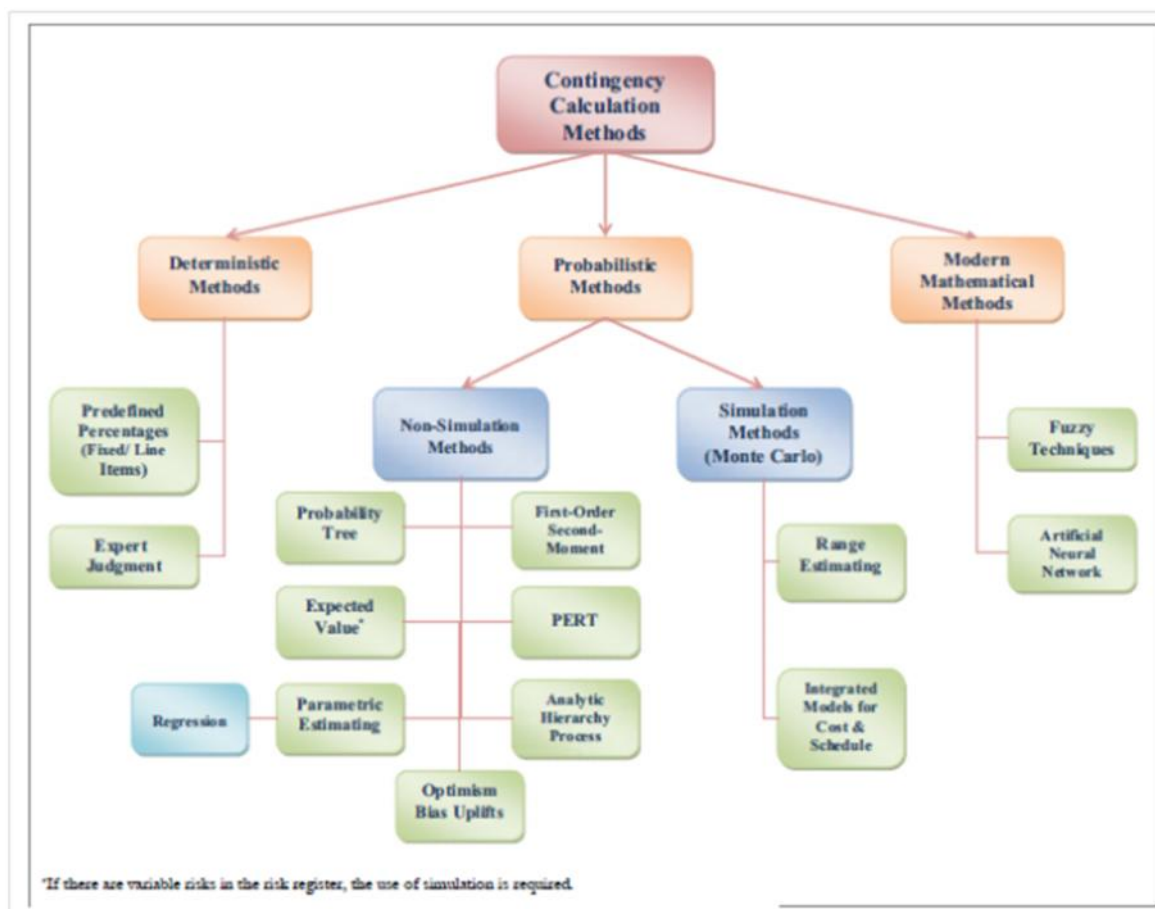 Contingency
Calculation
Methods
Deterministic
Methods
Probabilistic
Methods
Modern
Mathematical
Methods
Predefined
Percentages
(Fixed/ Line
Items)
Expert
Judgment
Non-Simulation
Methods
Simulation
Methods
(Monte Carlo)
Fuzzy
Techniques
Artificial
Neural
Network
Probability
Tree
First-Order
Second-
Moment
Expected
Value*
PERT
Regression
Parametric
Estimating
Analytic
Hierarchy
Process
Optimism
Bias Uplifts
Range
Estimating
Integrated
Models for
Cost &
Schedule
*If there are variable risks in the risk register, the use of simulation is required.